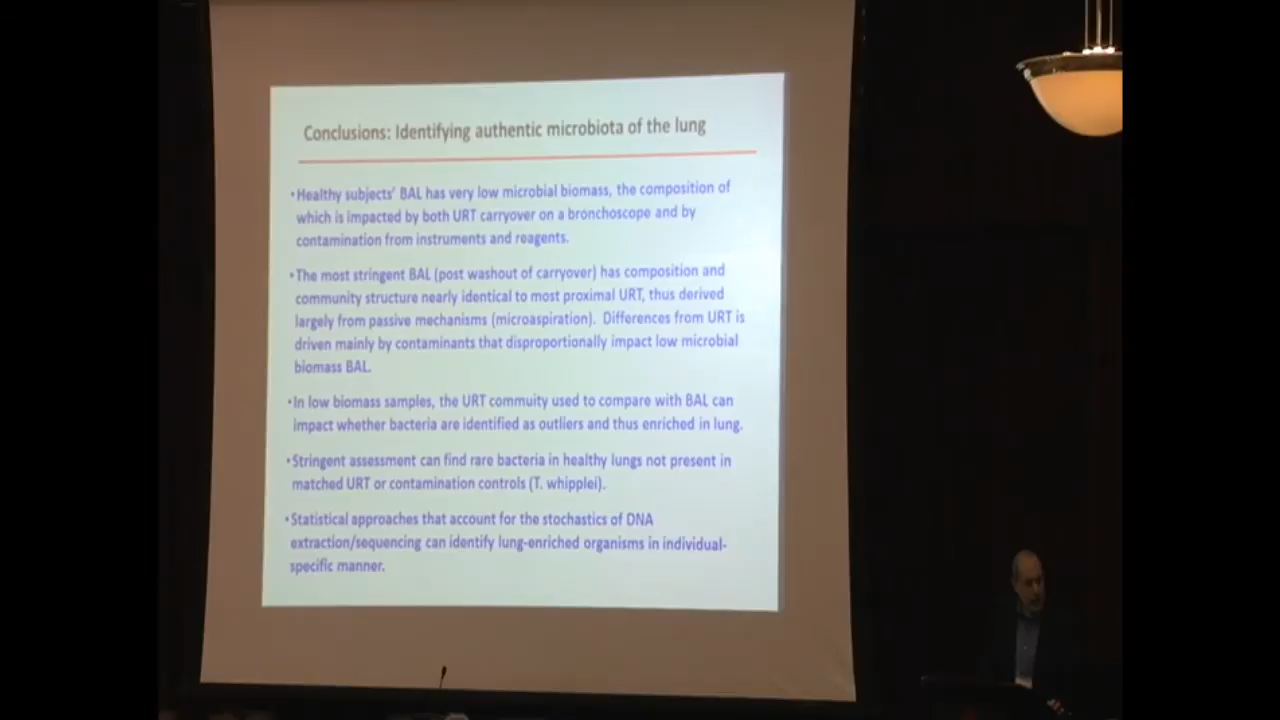 Conclusions: Identifying authentic microbiota of the lung
•Healthy subjects' BAL has very low microbial biomass, the composition of
which is impacted by both URT carryover on a bronchoscope and by
contamination from instruments and reagents.
•The most stringent BAL (post washout of carryover) has composition and
community structure nearly identical to most proximal URT, thus derived
largely from passive mechanisms (microaspiration).  Differences from URT is
driven mainly by contaminants that disproportionally impact low microbial
biomass BAL.
•In low biomass samples, the URT commuity used to compare with BAL can
impact whether bacteria are identified as outliers and thus enriched in lung.
•Stringent assessment can find rare bacteria in healthy lungs not present in
matched URT or contamination controls (T. whipplei).
•Statistical approaches that account for the stochastics of DNA
extraction/sequencing can identify lung-enriched organisms in individual-
specific manner.